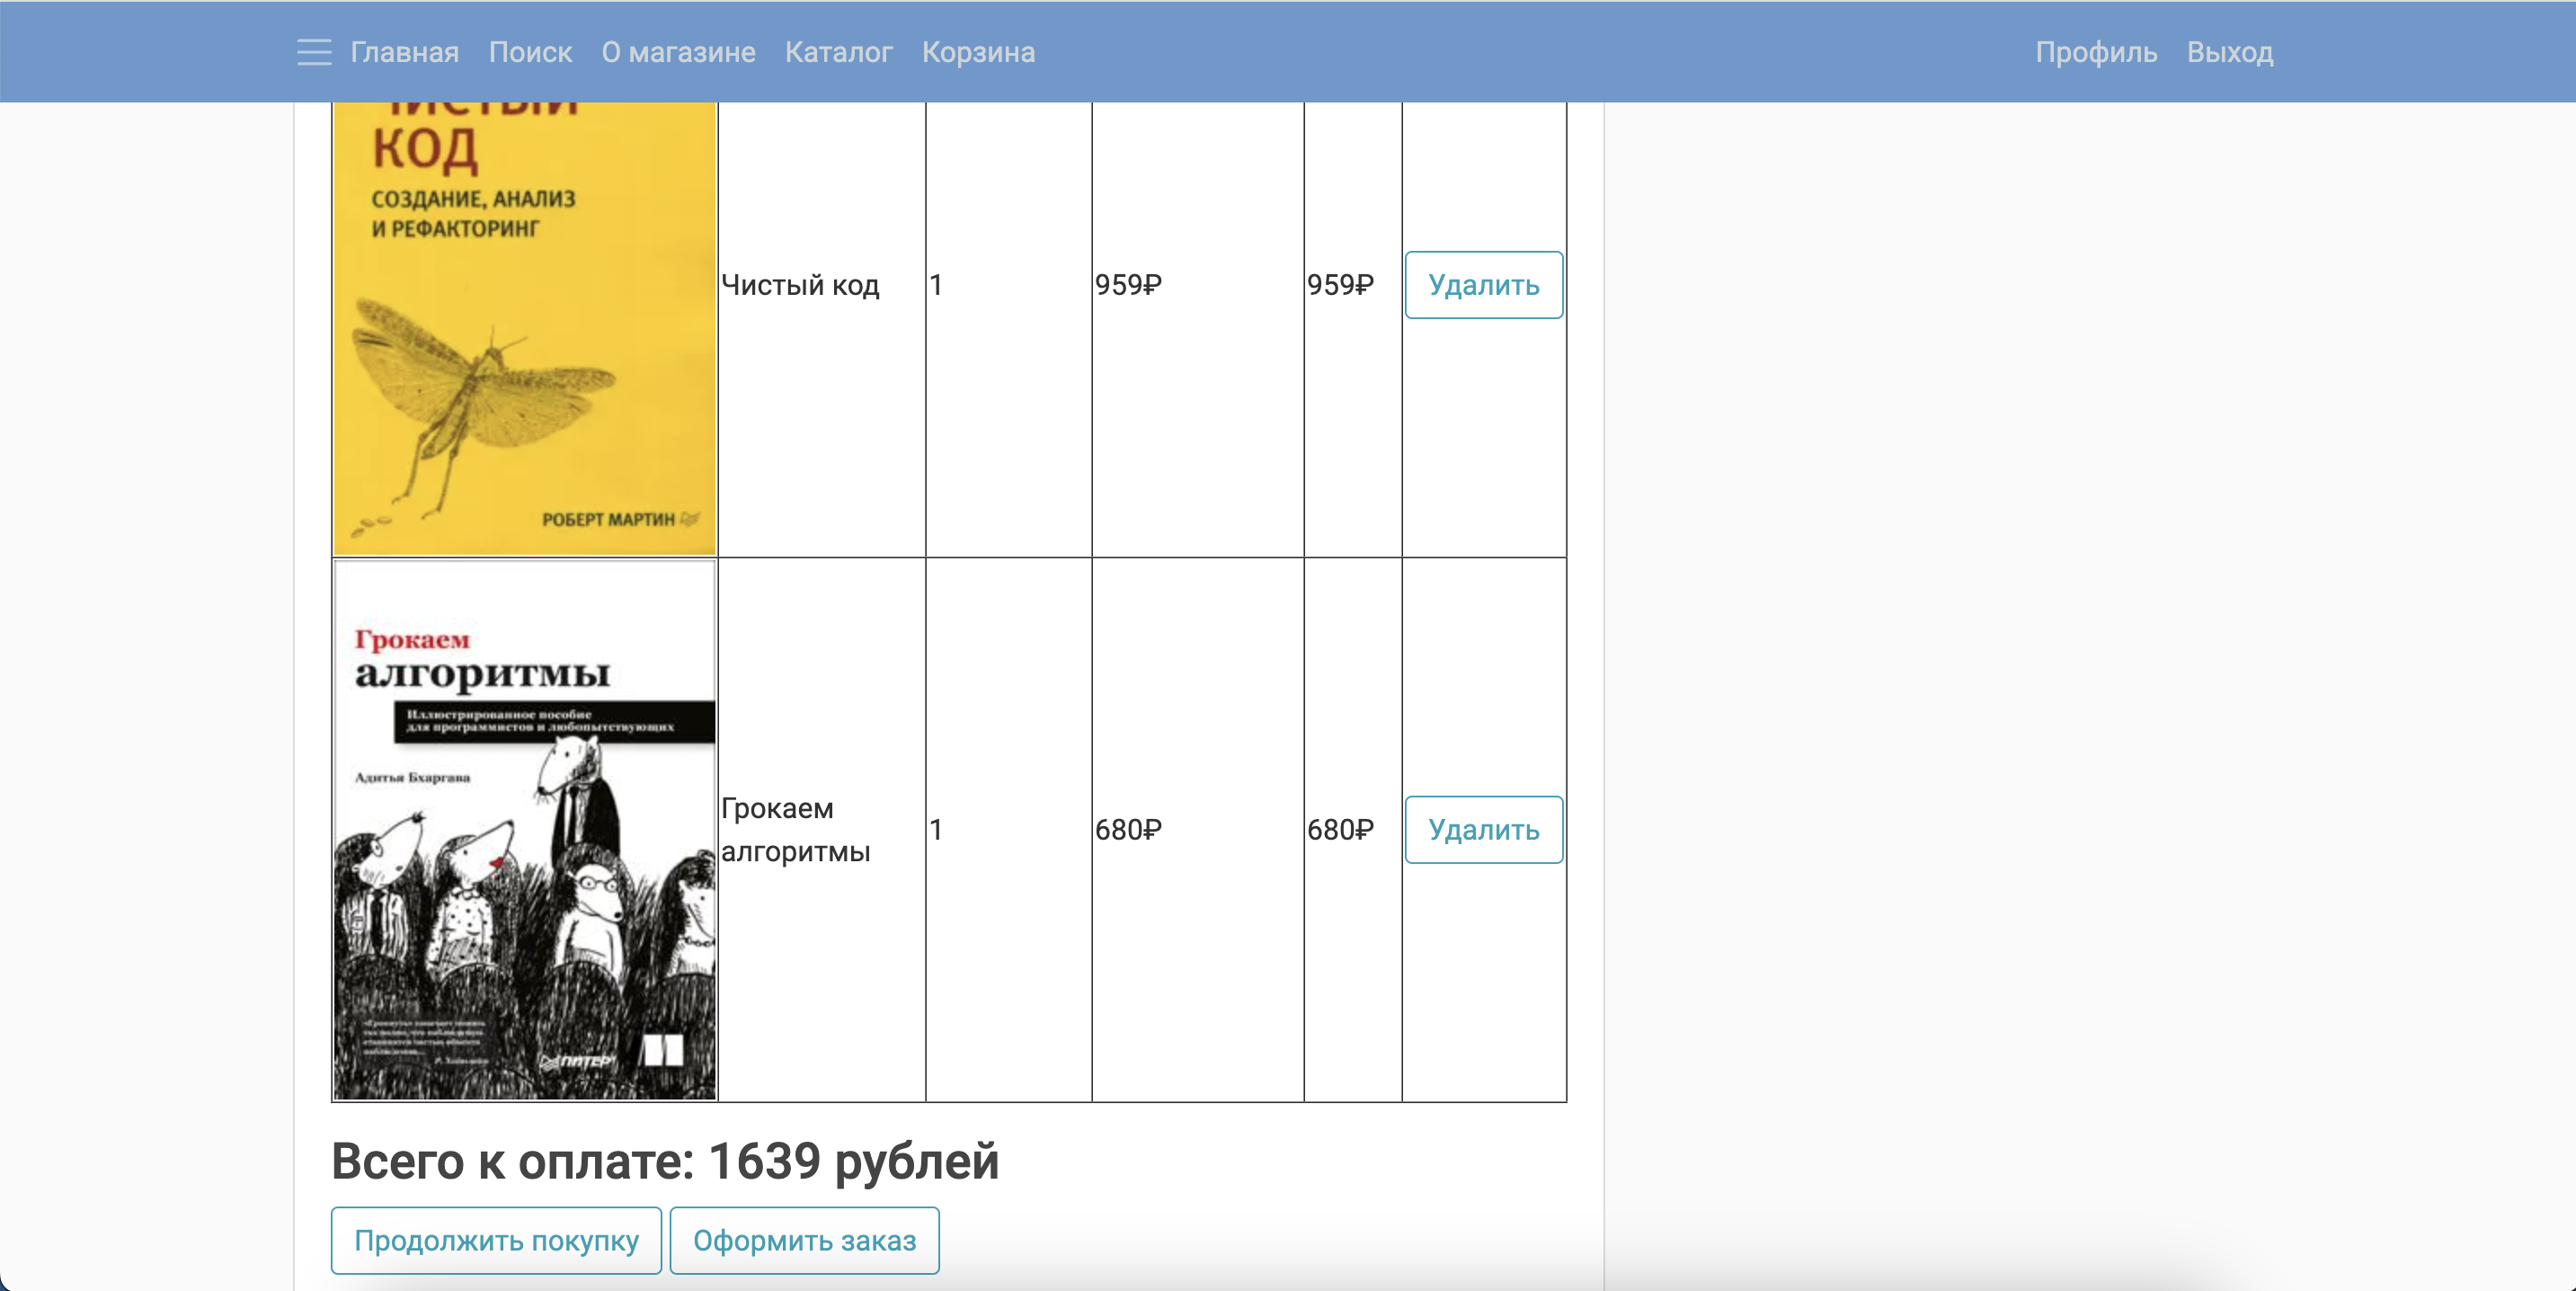 Главная Поиск О магазине Каталог Корзина Профиль Выход
ЧИСТЫЙ
КОД
СОЗДАНИЕ, АНАЛИЗ
И РЕФАКТОРИНГ
РОБЕРТ МАРТИН
Чистый код 1 959₽ 959₽ Удалить
Грокаем
алгоритмы
Иллюстрированное пособие
для программистов и любопытствующих
Адитья Бхаргава
ПИТЕР
Грокаем
алгоритмы
1 680₽ 680₽ Удалить
Всего к оплате: 1639 рублей
Продолжить покупку Оформить заказ